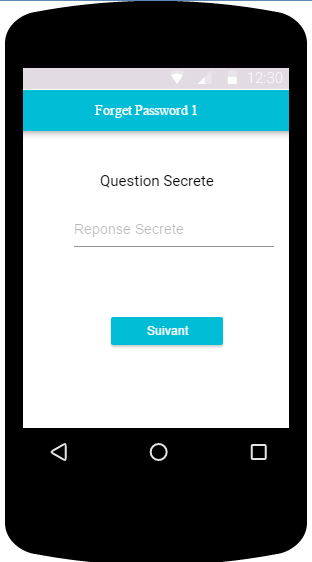 12:30
Forget Password 1
Question Secrete
Reponse Secrete
Suivant